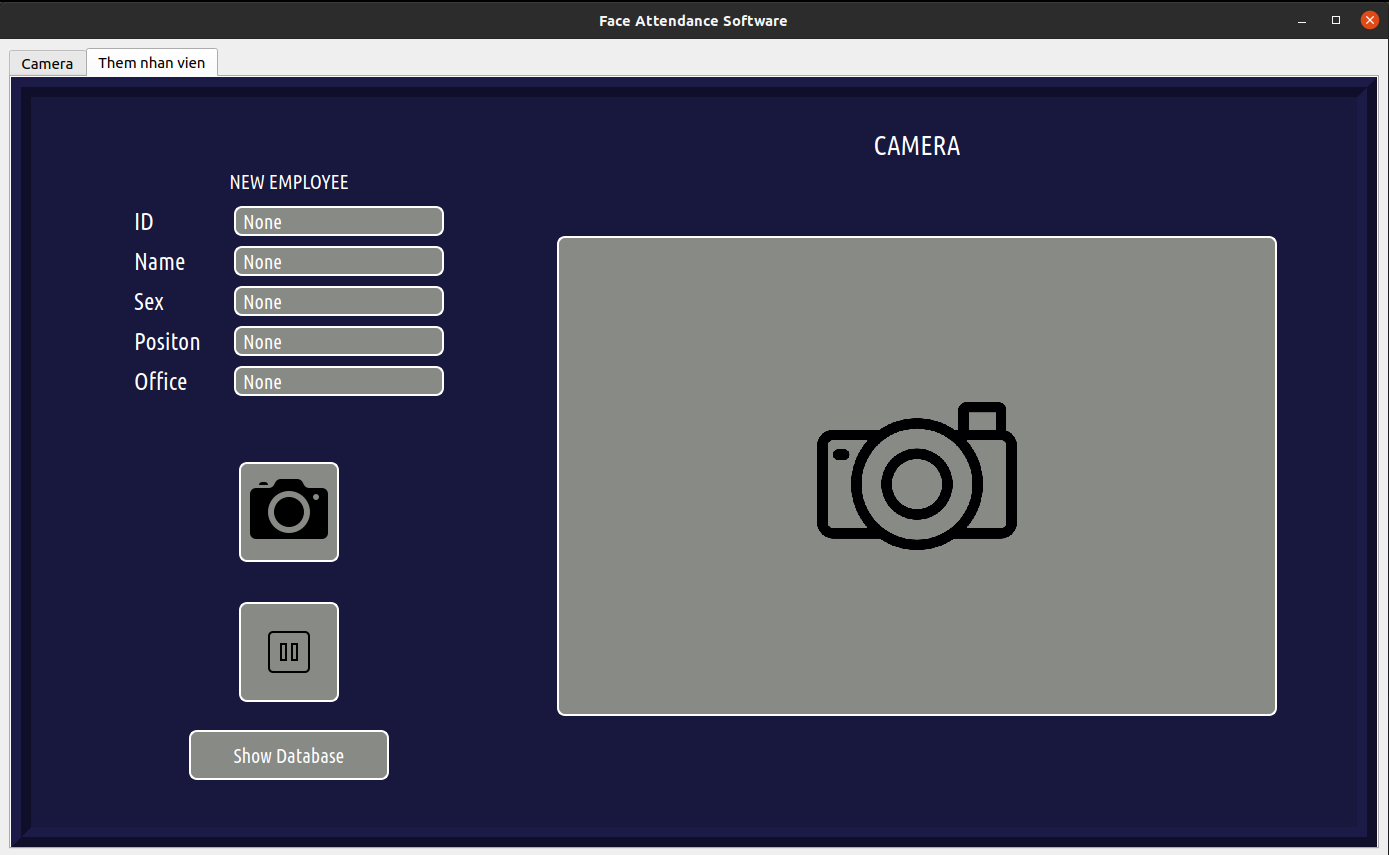 Face Attendance Software
Camera
Them nhan vien
CAMERA
NEW EMPLOYEE
ID None
Name None
Sex None
Positon None
Office None
Show Database